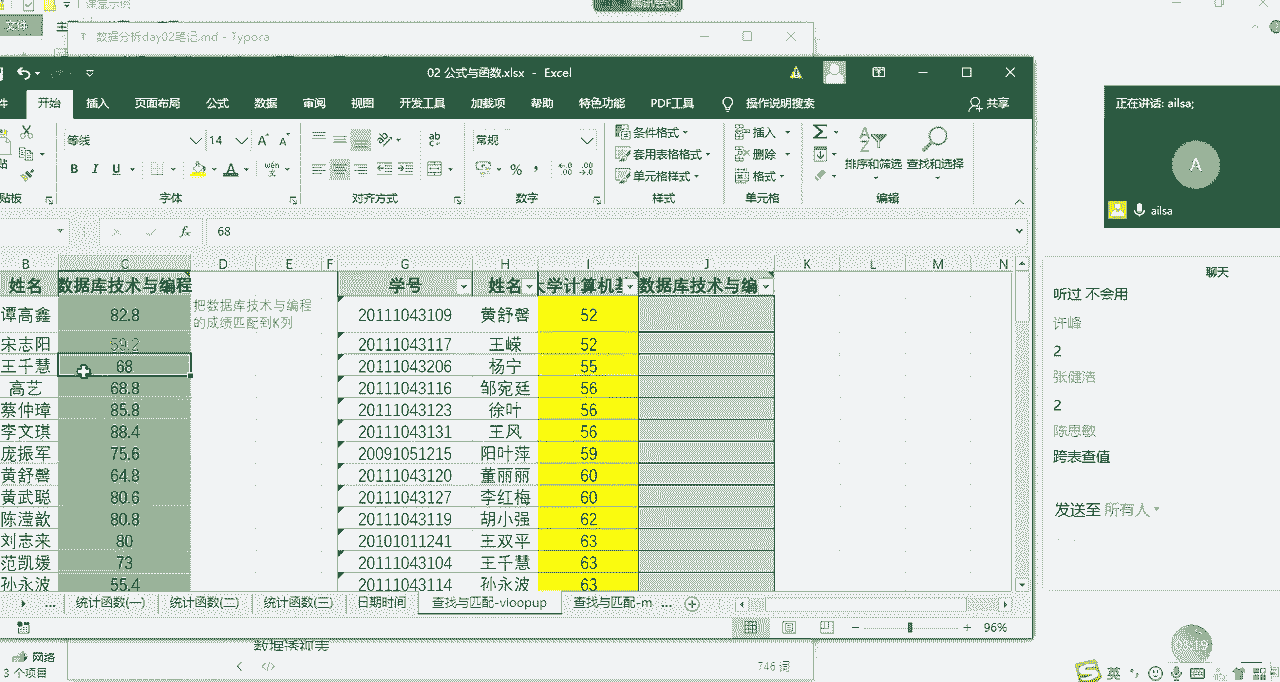 文件
数据分析day02笔记.md - Typora
02 公式与函数.xlsx - Excel
开始 插入 页面布局 公式 数据 审阅 视图 开发工具 加载项 帮助 特色功能 PDF工具 操作说明搜索 共享
等线 14
常规
条件格式
套用表格格式
单元格样式
插入
删除
格式
排序和筛选 查找和选择
B I U
字体 对齐方式 数字 样式 单元格 编辑
fx 68
B C D E F G H I J K L M N
姓名 数据库技术与编程 学号 姓名 数据库技术与编
把数据库技术与编程
的成绩匹配到K列
谭高鑫 82.8 20111043109 黄舒馨 52
宋志阳 59.2 20111043117 王嵘 52
王千慧 68 20111043206 杨宁 55
高艺 68.8 20111043116 邹宛廷 56
蔡仲璋 85.8 20111043123 徐叶 56
李文琪 88.4 20111043131 王风 56
庞振军 75.6 20091051215 阳叶萍 59
黄舒馨 64.8 20111043120 董丽丽 60
黄武聪 80.6 20111043127 李红梅 60
陈滢歆 80.8 20111043119 胡小强 62
刘志来 80 20101011241 王双平 63
范凯媛 73 20111043104 王千慧 63
孙永波 55.4 20111043114 孙永波 63
... 统计函数(一) 统计函数(二) 统计函数(三) 日期时间 查找与匹配-vloopup 查找与匹配-m ...
96%
数据透视表
746 词
网络
3 个项目
正在讲话: ailsa;
A
ailsa
聊天
听过 不会用
许峰
2
张健浩
2
陈思敏
跨表查值
发送至 所有人
英